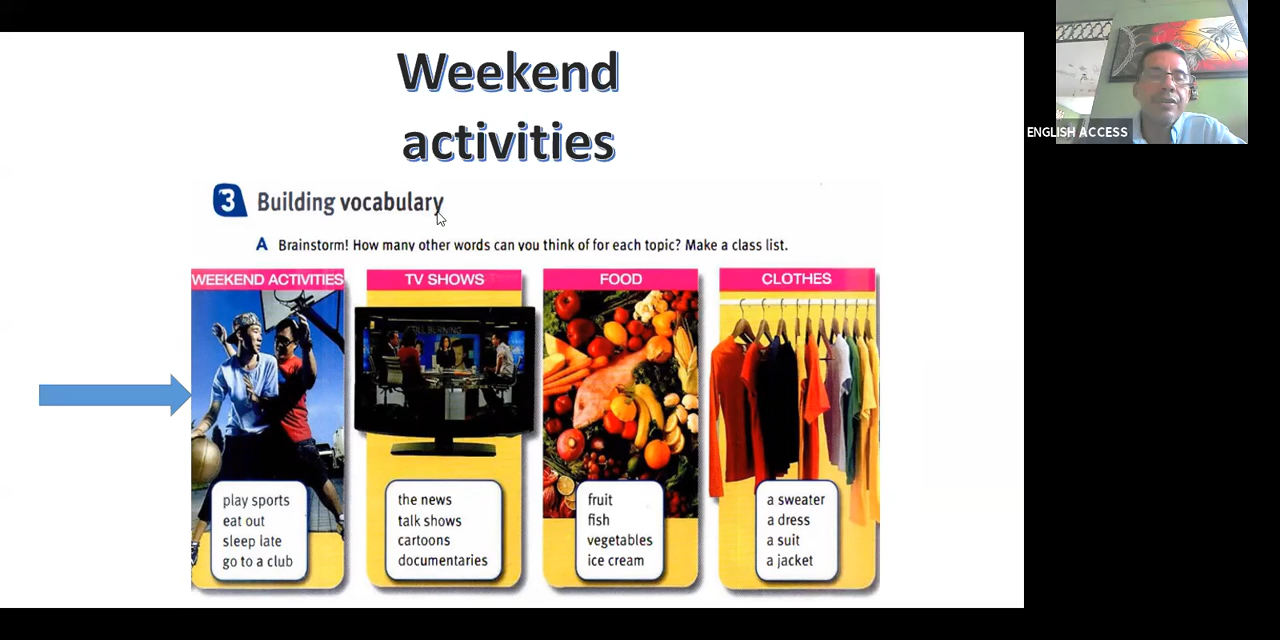 Weekend
activities
3 Building vocabulary
A Brainstorm! How many other words can you think of for each topic? Make a class list.
WEEKEND ACTIVITIES
play sports
eat out
sleep late
go to a club
TV SHOWS
the news
talk shows
cartoons
documentaries
FOOD
fruit
fish
vegetables
ice cream
CLOTHES
a sweater
a dress
a suit
a jacket
ENGLISH ACCESS